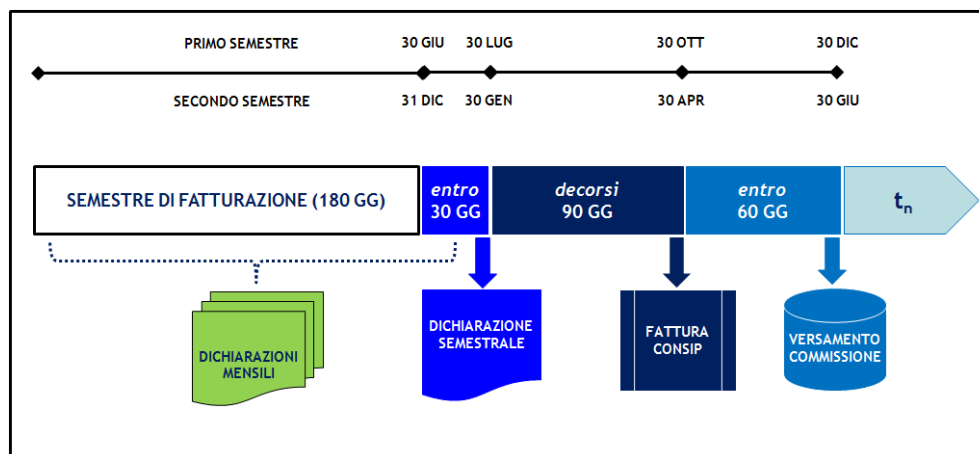 PRIMO SEMESTRE 30 GIU 30 LUG 30 OTT 30 DIC
SECONDO SEMESTRE 31 DIC 30 GEN 30 APR 30 GIU
SEMESTRE DI FATTURAZIONE (180 GG)
entro
30 GG
decorsi
90 GG
entro
60 GG
tn
DICHIARAZIONI
MENSILI
DICHIARAZIONE
SEMESTRALE
FATTURA
CONSIP
VERSAMENTO
COMMISSIONE